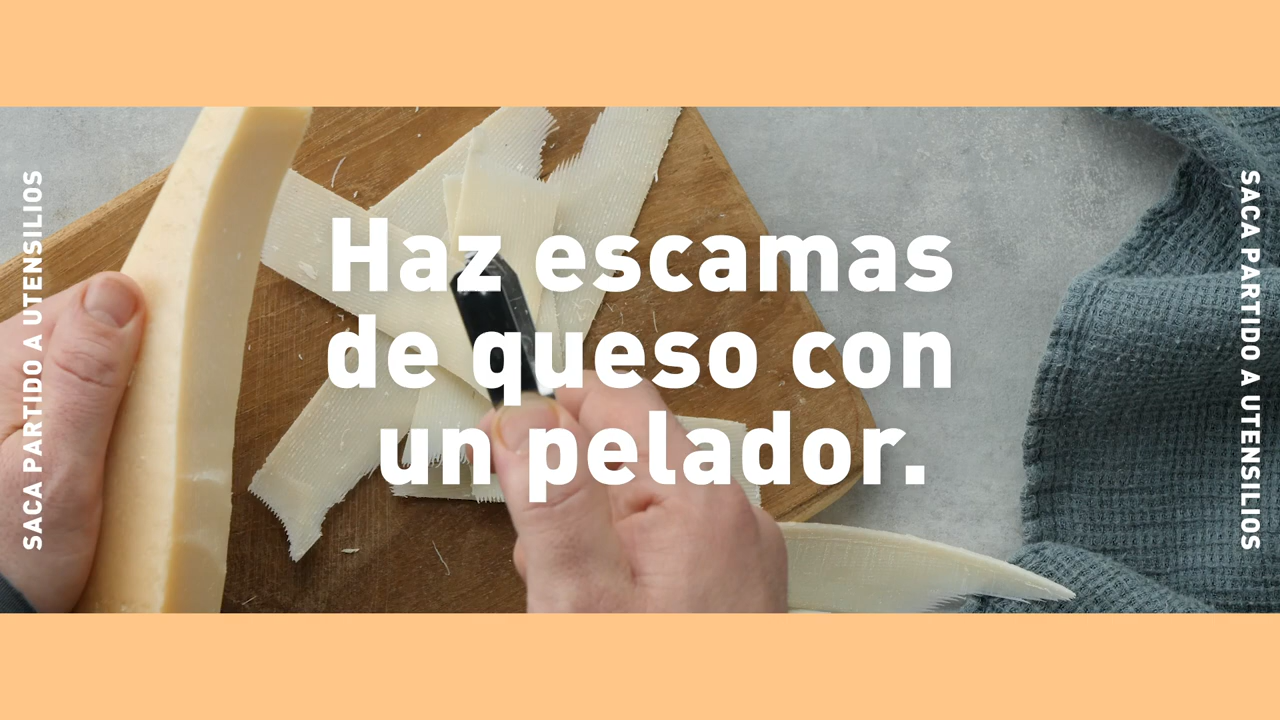 SACA PARTIDO A UTENSILIOS
Haz escamas
de queso con
un pelador.
SACA PARTIDO A UTENSILIOS